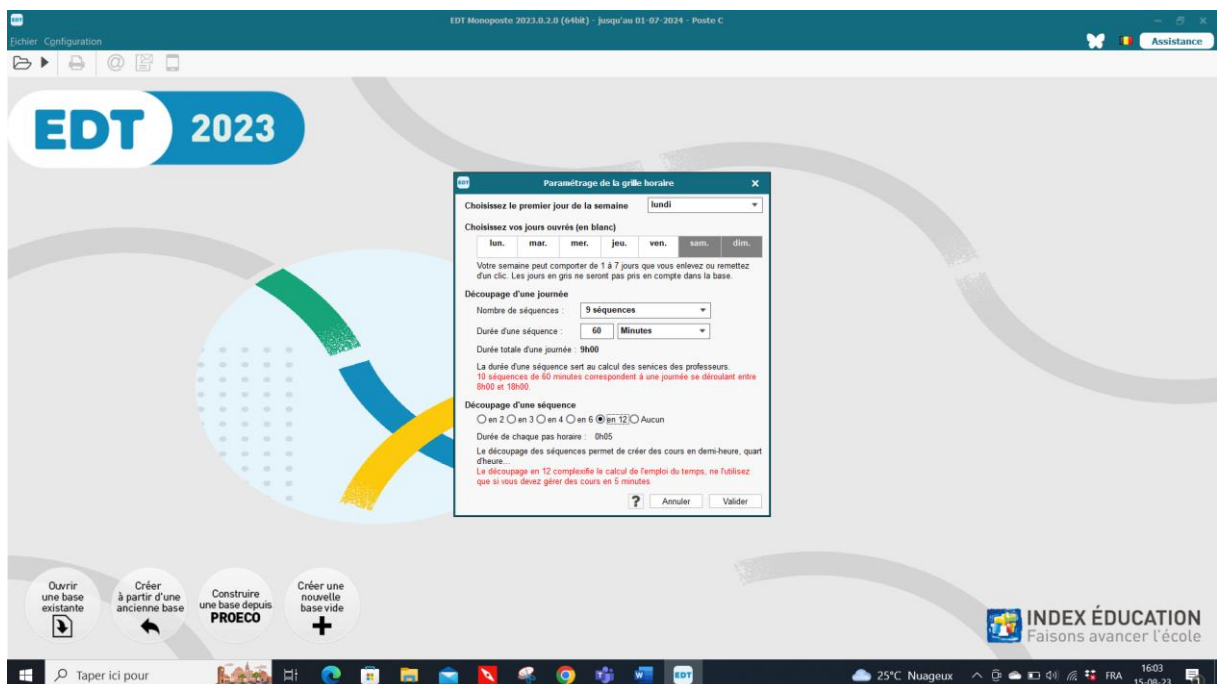 EDT
EDT Monoposte 2023.0.2.0 (64bit) - jusqu'au 01-07-2024 - Poste C
Fichier Configuration
Assistance
EDT 2023
EDT
Paramétrage de la grille horaire
Choisissez le premier jour de la semaine lundi
Choisissez vos jours ouvrés (en blanc)
lun. mar. mer. jeu. ven. sam. dim.
Votre semaine peut comporter de 1 à 7 jours que vous enlevez ou remettez
d'un clic. Les jours en gris ne seront pas pris en compte dans la base.
Découpage d'une journée
Nombre de séquences : 9 séquences
Durée d'une séquence : 60 Minutes
Durée totale d'une journée : 9h00
La durée d'une séquence sert au calcul des services des professeurs.
10 séquences de 60 minutes correspondent à une journée se déroulant entre
8h00 et 18h00.
Découpage d'une séquence
en 2 en 3 en 4 en 6 en 12 Aucun
Durée de chaque pas horaire : 0h05
Le découpage des séquences permet de créer des cours en demi-heure, quart
d'heure...
Le découpage en 12 complexifie le calcul de l'emploi du temps, ne l'utilisez
que si vous devez gérer des cours en 5 minutes
? Annuler Valider
Ouvrir
une base
existante
Créer
à partir d'une
ancienne base
Construire
une base depuis
PROECO
Créer une
nouvelle
base vide
INDEX ÉDUCATION
Faisons avancer l'école
Taper ici pour
EDT
25°C Nuageux
FRA
16:03
15-08-23